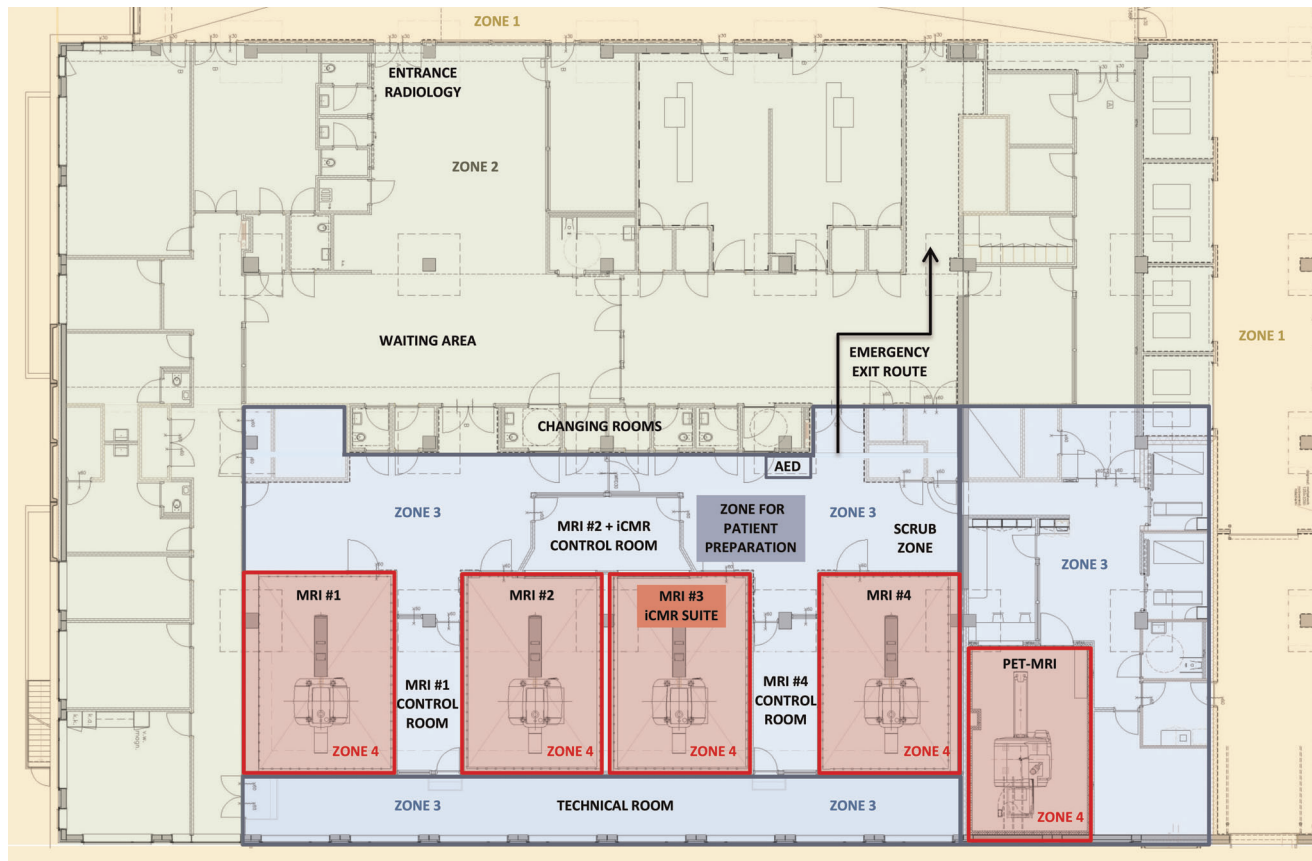 ZONE 1
ENTRANCE
RADIOLOGY
ZONE 2
WAITING AREA
EMERGENCY
EXIT ROUTE
ZONE 1
CHANGING ROOMS
AED
ZONE 3
MRI #2 + iCMR
CONTROL ROOM
ZONE FOR
PATIENT
PREPARATION
ZONE 3
SCRUB
ZONE
ZONE 3
MRI #1
MRI #2
MRI #3
iCMR SUITE
MRI #4
PET-MRI
MRI #1
CONTROL
ROOM
MRI #4
CONTROL
ROOM
ZONE 4
ZONE 4
ZONE 4
ZONE 4
ZONE 3
TECHNICAL ROOM
ZONE 3
ZONE 4